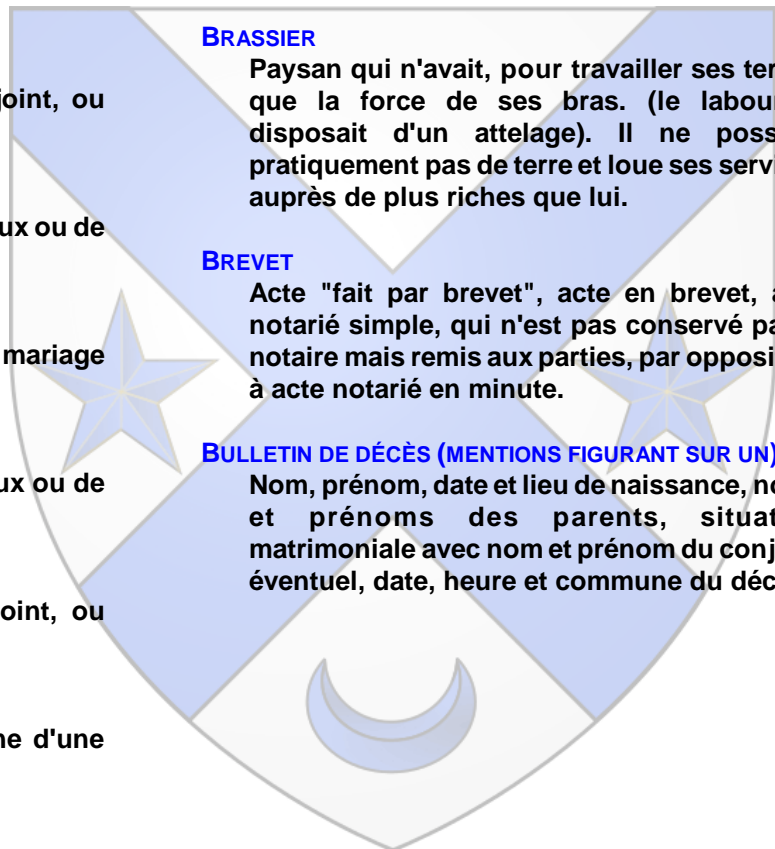 joint, ou
ux ou de
mariage
ux ou de
oint, ou
ne d'une
BRASSIER
Paysan qui n'avait, pour travailler ses ter
que la force de ses bras. (le labour
disposait d'un attelage). Il ne poss
pratiquement pas de terre et loue ses servi
auprès de plus riches que lui.
BREVET
Acte "fait par brevet", acte en brevet, a
notarié simple, qui n'est pas conservé pa
notaire mais remis aux parties, par opposi
à acte notarié en minute.
BULLETIN DE DÉCÈS (MENTIONS FIGURANT SUR UN)
Nom, prénom, date et lieu de naissance, no
et prénoms des parents, situat
matrimoniale avec nom et prénom du conj
éventuel, date, heure et commune du déc